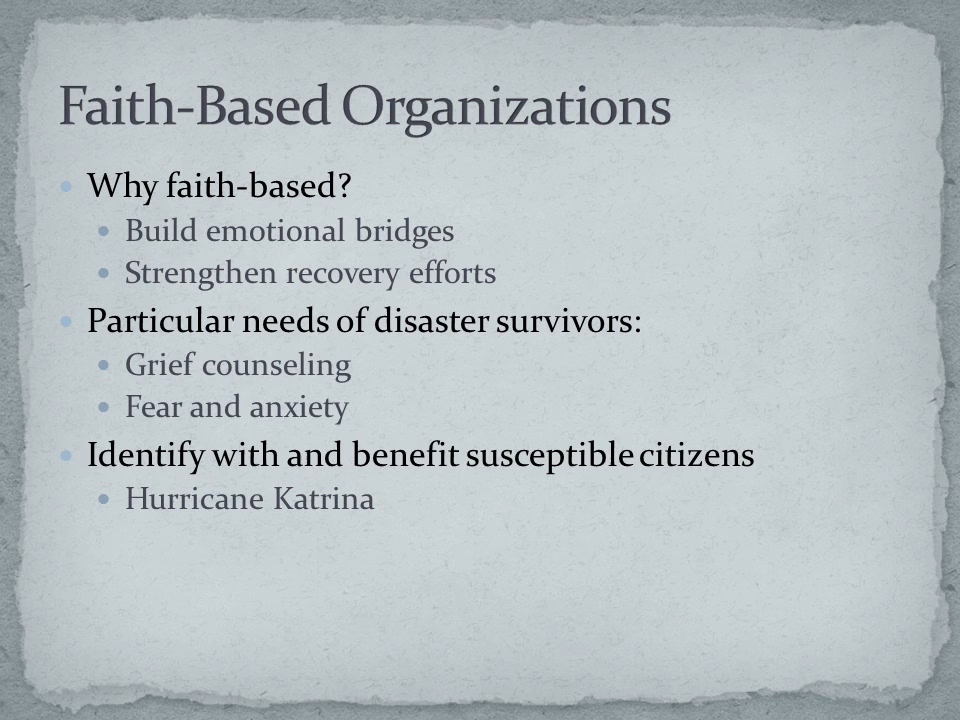 Faith-Based Organizations
• Why faith-based?
• Build emotional bridges
• Strengthen recovery efforts
• Particular needs of disaster survivors:
• Grief counseling
• Fear and anxiety
• Identify with and benefit susceptible citizens
• Hurricane Katrina